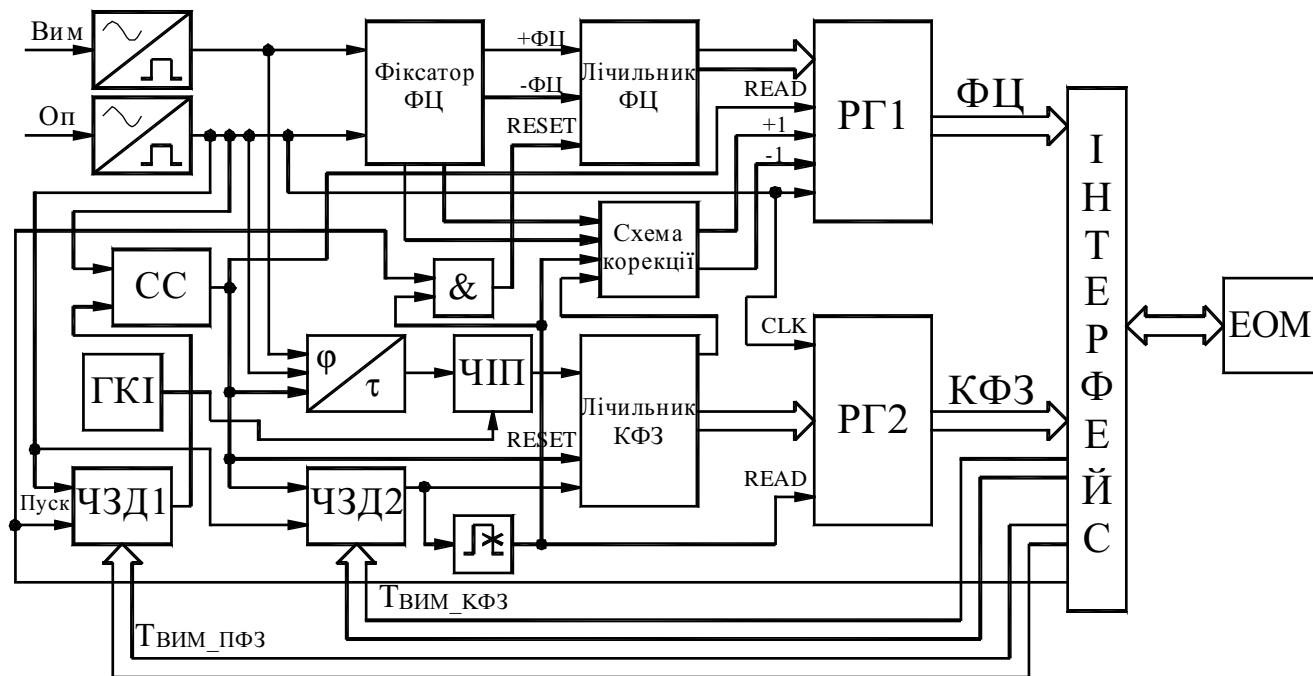 Вим
Оп
Фіксатор
ФЦ
+ФЦ
-ФЦ
RESET
Лічильник
ФЦ
READ
+1
-1
РГ1
ФЦ
ІНТЕРФЕЙС
ЕОМ
СС
&
Схема
корекції
CLK
ГКІ
φ
τ
ЧІП
RESET
Лічильник
КФЗ
READ
РГ2
КФЗ
Пуск
ЧЗД1
ЧЗД2
ТВИМ_КФЗ
ТВИМ_ПФЗ